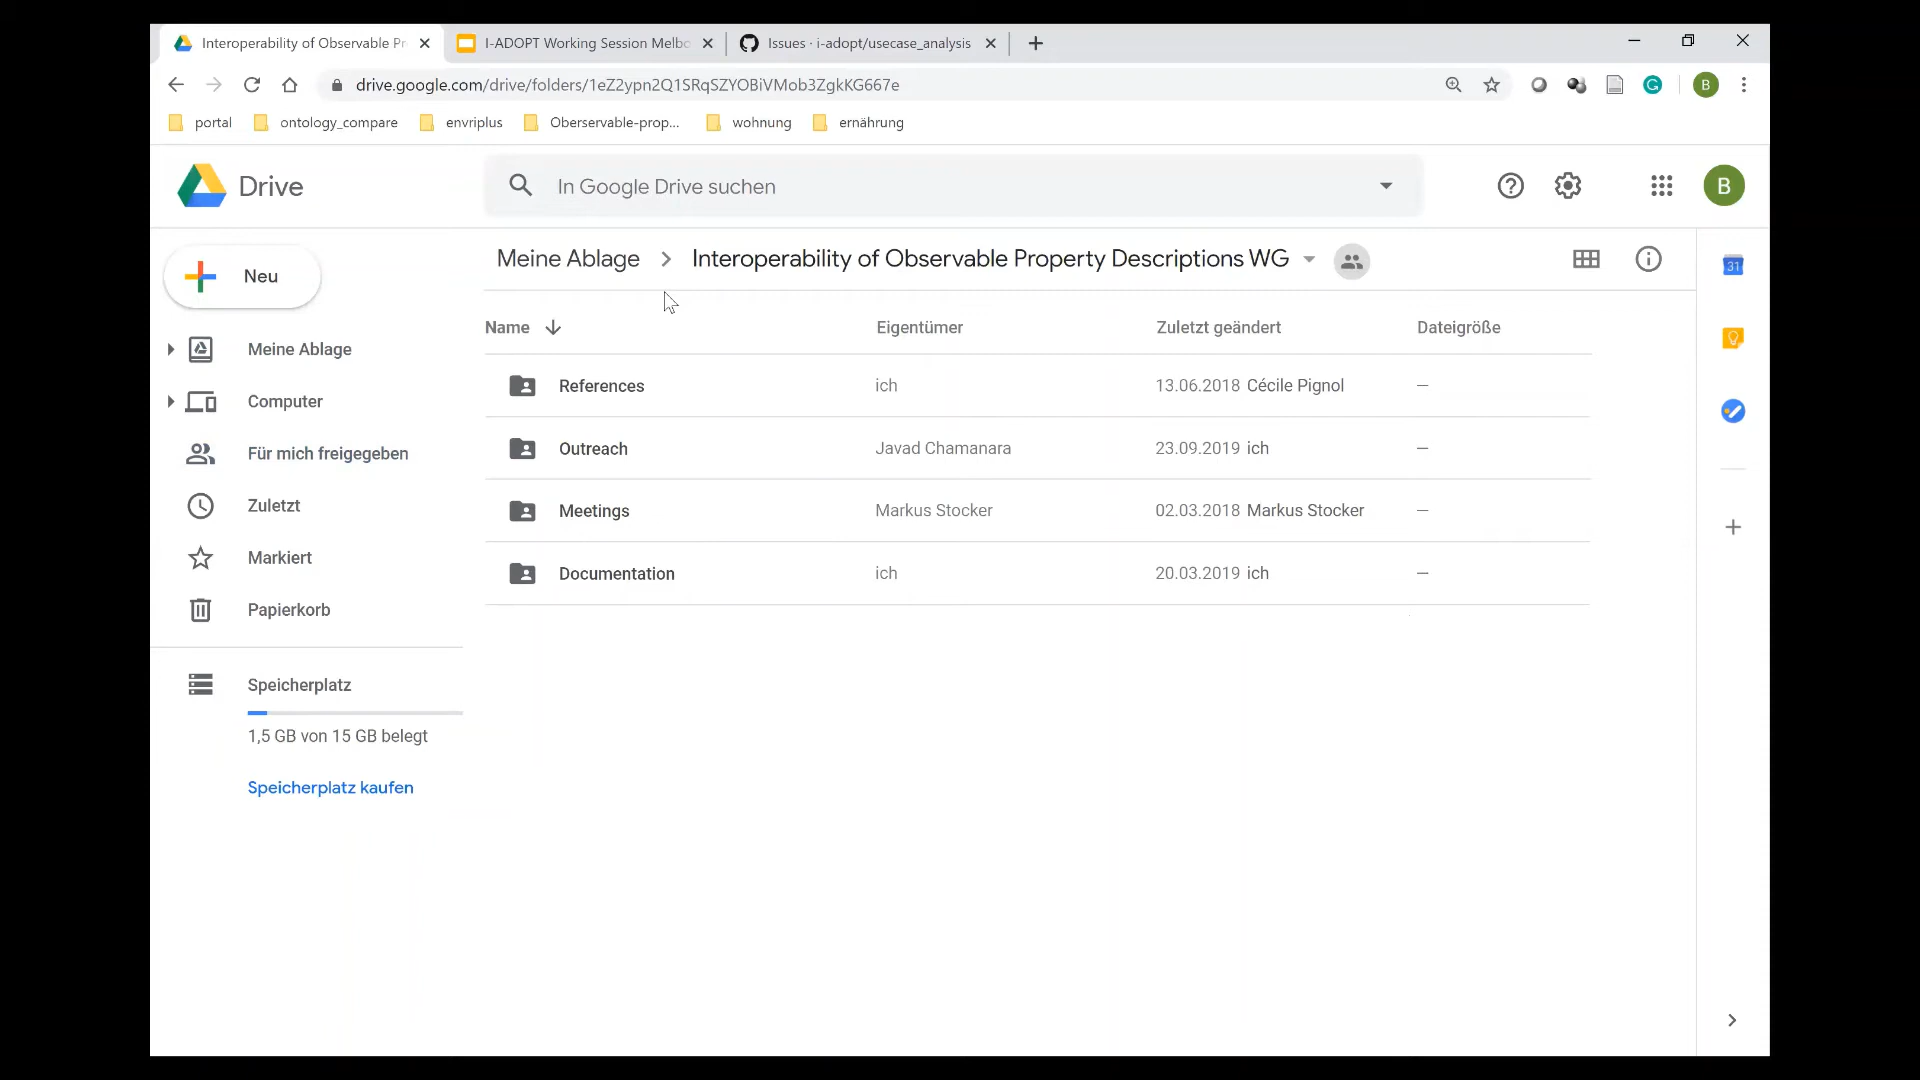 Interoperability of Observable Pr
I-ADOPT Working Session Melbo
Issues · i-adopt/usecase_analysis
drive.google.com/drive/folders/1eZ2ypn2Q1SRqSZYOBiVMob3ZgkKG667e
G
B
portal
ontology_compare
envriplus
Oberservable-prop...
wohnung
ernährung
Drive
In Google Drive suchen
B
Neu
Meine Ablage
Interoperability of Observable Property Descriptions WG
31
Name
Eigentümer
Zuletzt geändert
Dateigröße
Meine Ablage
Computer
Für mich freigegeben
Zuletzt
Markiert
Papierkorb
References ich 13.06.2018 Cécile Pignol —
Outreach Javad Chamanara 23.09.2019 ich —
Meetings Markus Stocker 02.03.2018 Markus Stocker —
Documentation ich 20.03.2019 ich —
Speicherplatz
1,5 GB von 15 GB belegt
Speicherplatz kaufen